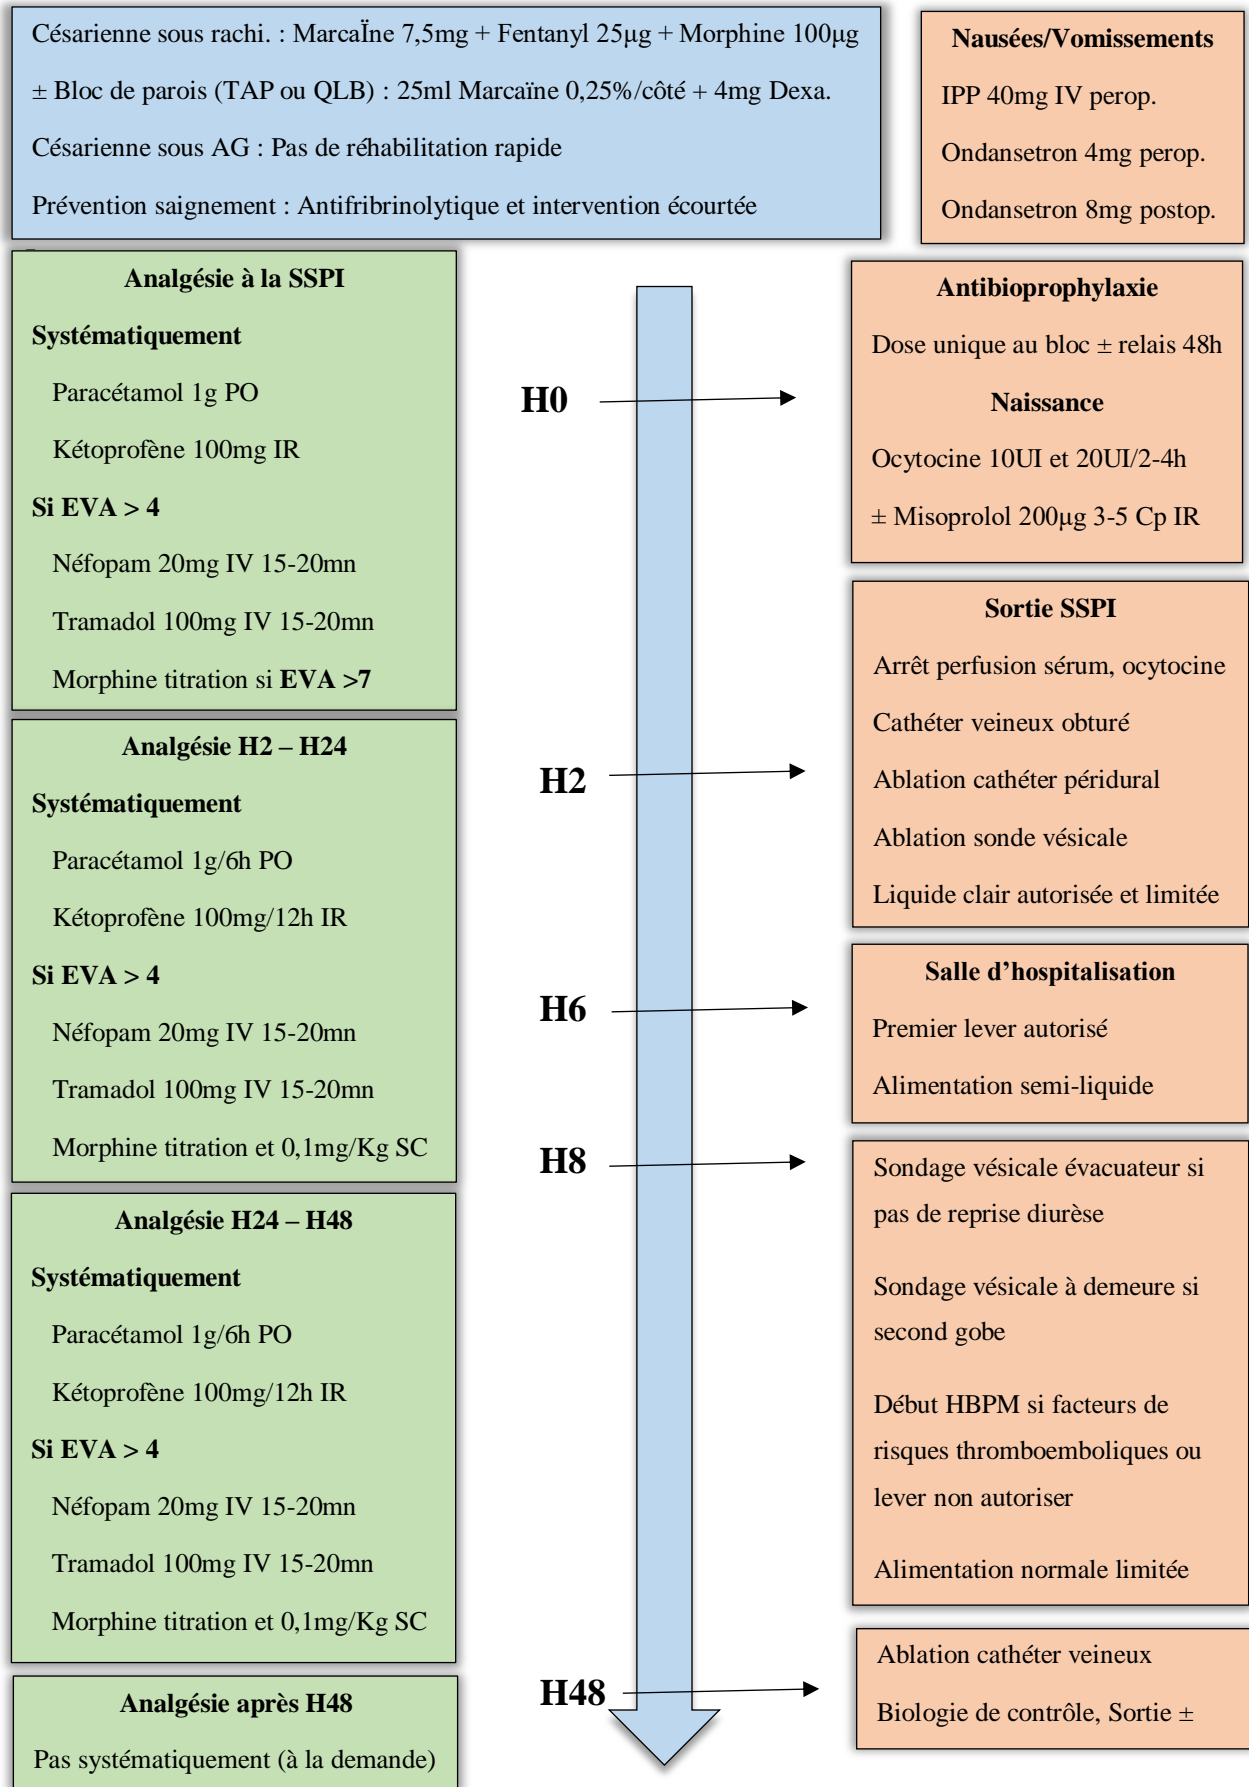 Césarienne sous rachi. : MarcaÏne 7,5mg + Fentanyl 25µg + Morphine 100µg
± Bloc de parois (TAP ou QLB) : 25ml Marcaïne 0,25%/côté + 4mg Dexa.
Césarienne sous AG : Pas de réhabilitation rapide
Prévention saignement : Antifribrinolytique et intervention écourtée
Nausées/Vomissements
IPP 40mg IV perop.
Ondansetron 4mg perop.
Ondansetron 8mg postop.
Analgésie à la SSPI
Systématiquement
Paracétamol 1g PO
Kétoprofène 100mg IR
Si EVA > 4
Néfopam 20mg IV 15-20mn
Tramadol 100mg IV 15-20mn
Morphine titration si EVA >7
Analgésie H2 – H24
Systématiquement
Paracétamol 1g/6h PO
Kétoprofène 100mg/12h IR
Si EVA > 4
Néfopam 20mg IV 15-20mn
Tramadol 100mg IV 15-20mn
Morphine titration et 0,1mg/Kg SC
Analgésie H24 – H48
Systématiquement
Paracétamol 1g/6h PO
Kétoprofène 100mg/12h IR
Si EVA > 4
Néfopam 20mg IV 15-20mn
Tramadol 100mg IV 15-20mn
Morphine titration et 0,1mg/Kg SC
Analgésie après H48
Pas systématiquement (à la demande)
H0
H2
H6
H8
H48
Antibioprophylaxie
Dose unique au bloc ± relais 48h
Naissance
Ocytocine 10UI et 20UI/2-4h
± Misoprolol 200µg 3-5 Cp IR
Sortie SSPI
Arrêt perfusion sérum, ocytocine
Cathéter veineux obturé
Ablation cathéter péridural
Ablation sonde vésicale
Liquide clair autorisée et limitée
Salle d’hospitalisation
Premier lever autorisé
Alimentation semi-liquide
Sondage vésicale évacuateur si
pas de reprise diurèse
Sondage vésicale à demeure si
second gobe
Début HBPM si facteurs de
risques thromboemboliques ou
lever non autoriser
Alimentation normale limitée
Ablation cathéter veineux
Biologie de contrôle, Sortie ±